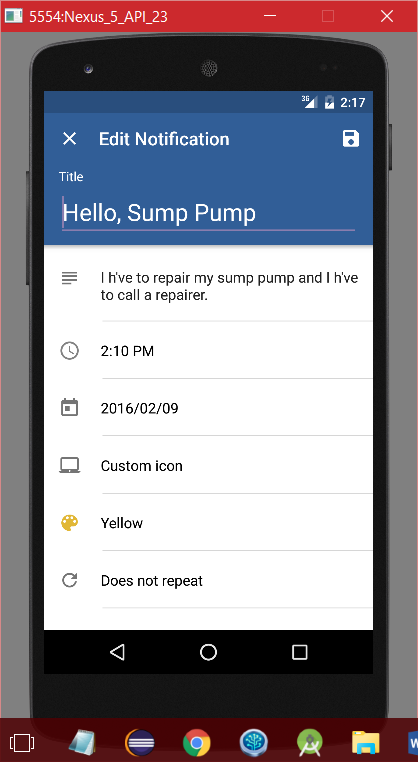 5554:Nexus_5_API_23
3G 2:17
Edit Notification
Title
Hello, Sump Pump
I h've to repair my sump pump and I h've
to call a repairer.
2:10 PM
2016/02/09
Custom icon
Yellow
Does not repeat
W